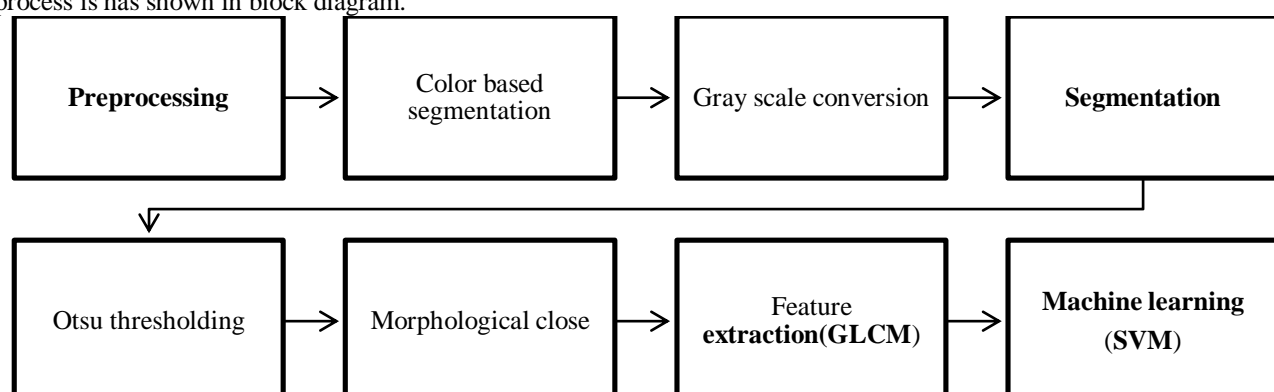 process is has shown in block diagram.
Preprocessing
Color based
segmentation
Gray scale conversion
Segmentation
Otsu thresholding
Morphological close
Feature
extraction(GLCM)
Machine learning
(SVM)